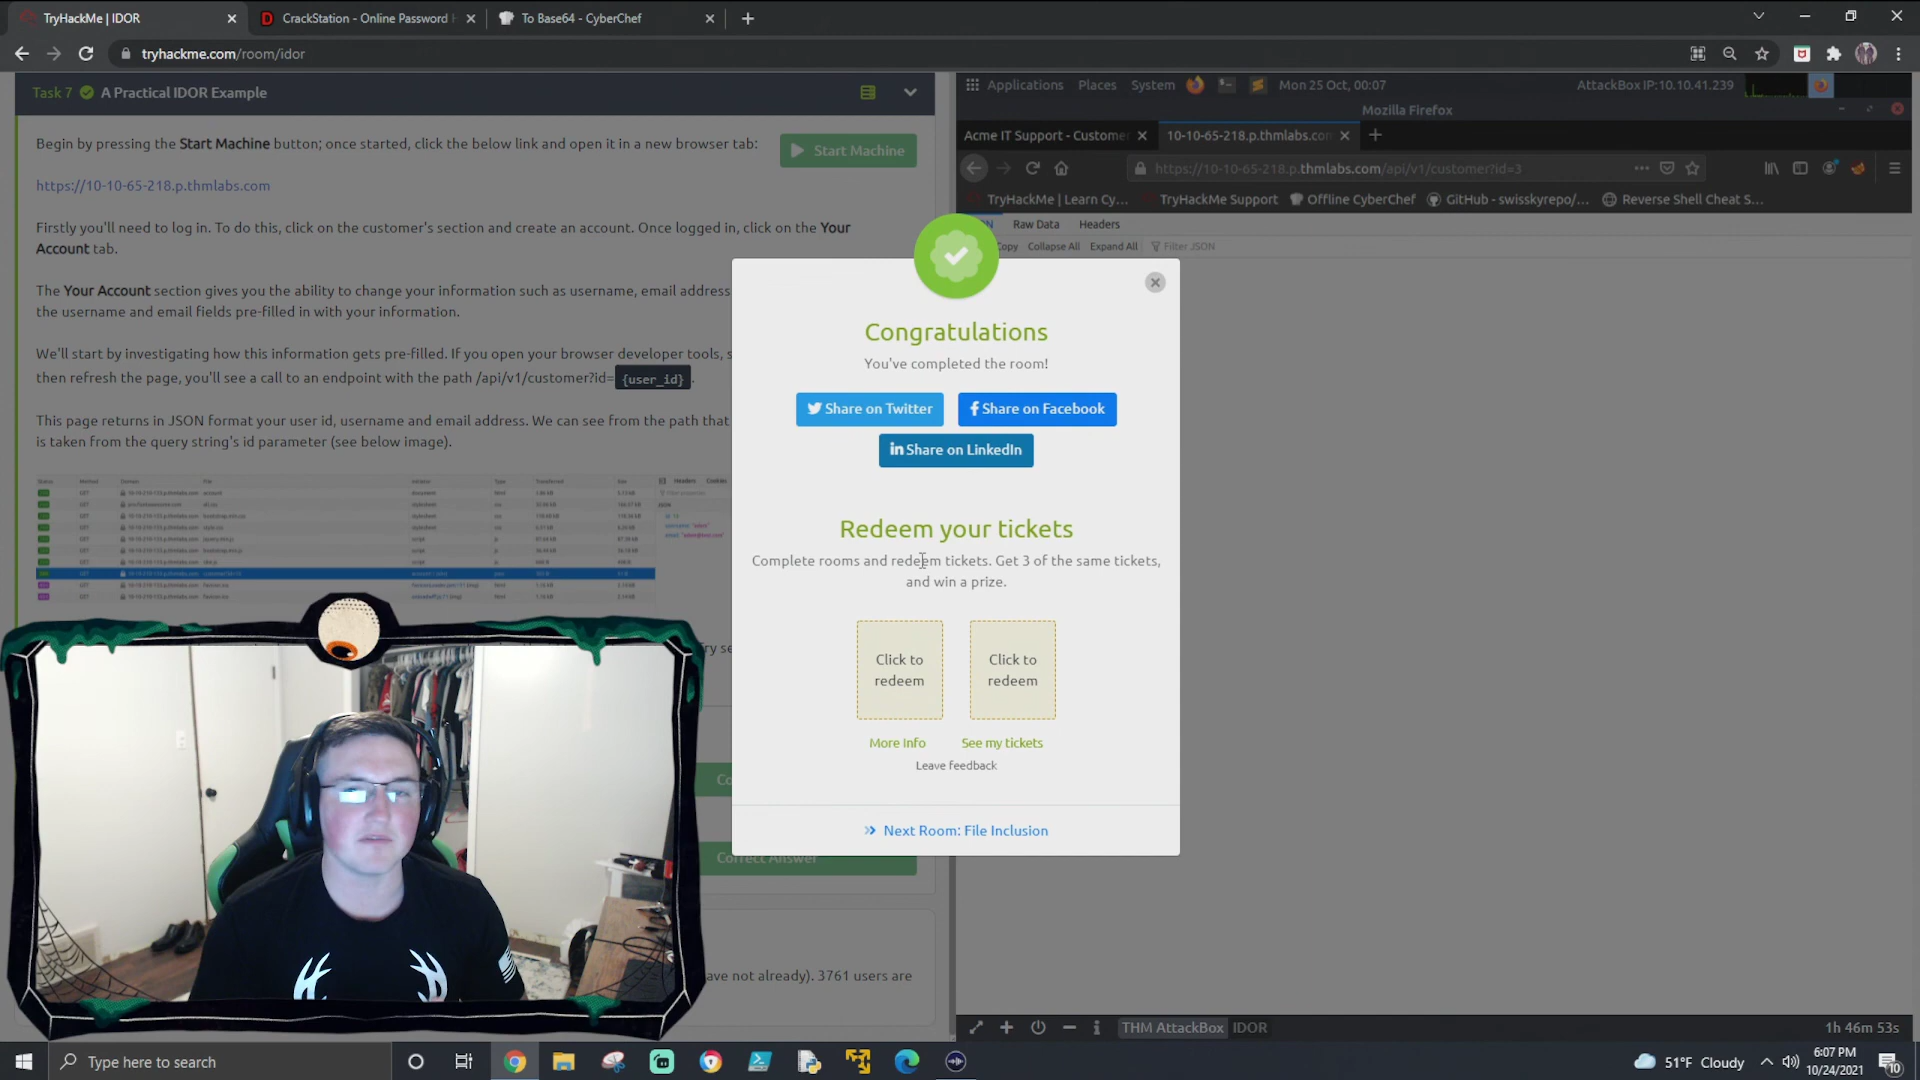 TryHackMe | IDOR
CrackStation - Online Password H
To Base64 - CyberChef
tryhackme.com/room/idor
Task 7 A Practical IDOR Example
Begin by pressing the Start Machine button; once started, click the below link and open it in a new browser tab:
Start Machine
https://10-10-65-218.p.thmlabs.com
Firstly you'll need to log in. To do this, click on the customer's section and create an account. Once logged in, click on the Your
Account tab.
The Your Account section gives you the ability to change your information such as username, email address
the username and email fields pre-filled in with your information.
We'll start by investigating how this information gets pre-filled. If you open your browser developer tools, s
then refresh the page, you'll see a call to an endpoint with the path /api/v1/customer?id= {user_id} .
This page returns in JSON format your user id, username and email address. We can see from the path that
is taken from the query string's id parameter (see below image).
ry se
Co
Correct Answer
ave not already). 3761 users are
Applications Places System Mon 25 Oct, 00:07 AttackBox IP:10.10.41.239
Mozilla Firefox
Acme IT Support - Customer
10-10-65-218.p.thmlabs.con
https://10-10-65-218.p.thmlabs.com/api/v1/customer?id=3
TryHackMe | Learn Cy... TryHackMe Support Offline CyberChef GitHub - swisskyrepo/... Reverse Shell Cheat S...
Raw Data Headers
opy Collapse All Expand All Filter JSON
Congratulations
You've completed the room!
Share on Twitter
Share on Facebook
Share on LinkedIn
Redeem your tickets
Complete rooms and redeem tickets. Get 3 of the same tickets,
and win a prize.
Click to
redeem
Click to
redeem
More Info
See my tickets
Leave feedback
Next Room: File Inclusion
THM AttackBox IDOR
1h 46m 53s
Type here to search
51°F Cloudy
6:07 PM
10/24/2021
10